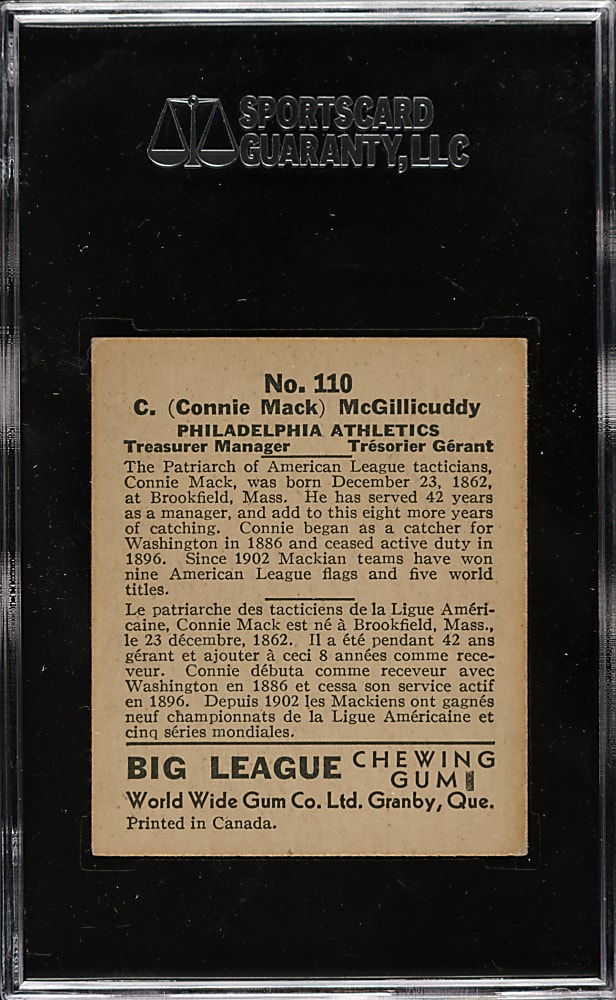 SPORTSCARD
GUARANTY, LLC
No. 110
C. (Connie Mack) McGillicuddy
PHILADELPHIA ATHLETICS
Treasurer Manager Trésorier Gérant
The Patriarch of American League tacticians,
Connie Mack, was born December 23, 1862,
at Brookfield, Mass. He has served 42 years
as a manager, and add to this eight more years
of catching. Connie began as a catcher for
Washington in 1886 and ceased active duty in
1896. Since 1902 Mackian teams have won
nine American League flags and five world
titles.
Le patriarche des tacticiens de la Ligue Améri-
caine, Connie Mack est né à Brookfield, Mass.,
le 23 décembre, 1862. Il a été pendant 42 ans
gérant et ajouter à ceci 8 années comme rece-
veur. Connie débuta comme receveur avec
Washington en 1886 et cessa son service actif
en 1896. Depuis 1902 les Mackiens ont gagnés
neuf championnats de la Ligue Américaine et
cinq séries mondiales.
BIG LEAGUE CHEWING
GUM
World Wide Gum Co. Ltd. Granby, Que.
Printed in Canada.